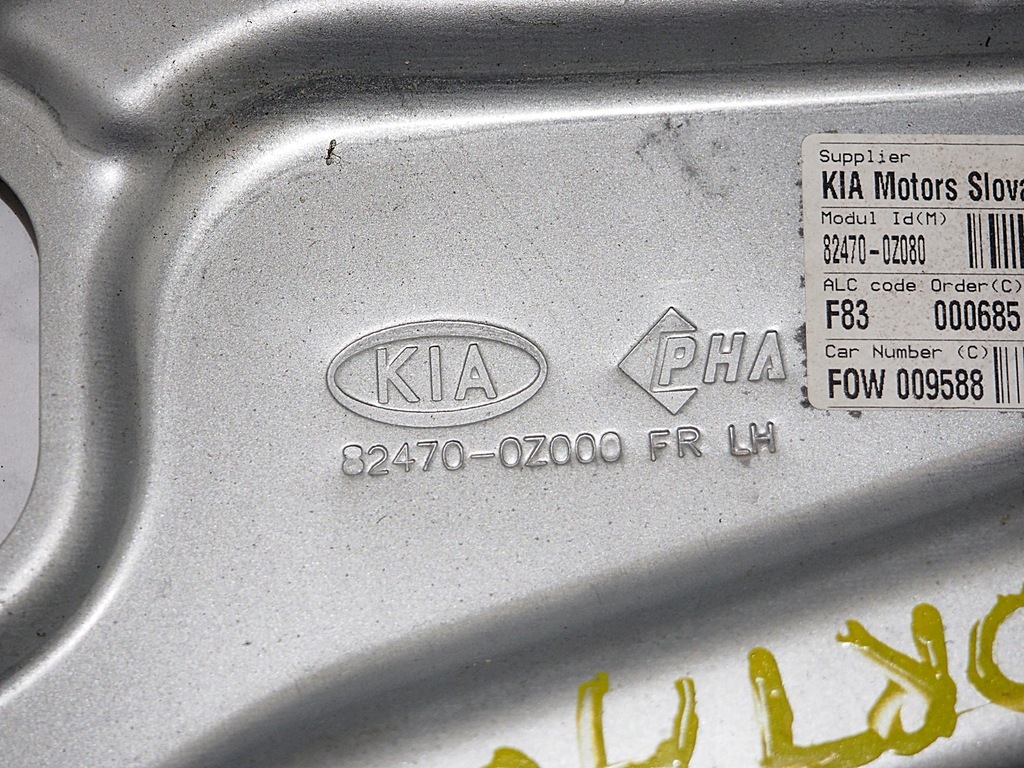 Supplier
KIA Motors Slova
Modul Id(M)
82470-0Z080
ALC code Order(C)
F83 000685
Car Number (C)
FOW 009588
KIA
PHA
82470-0Z000 FR LH